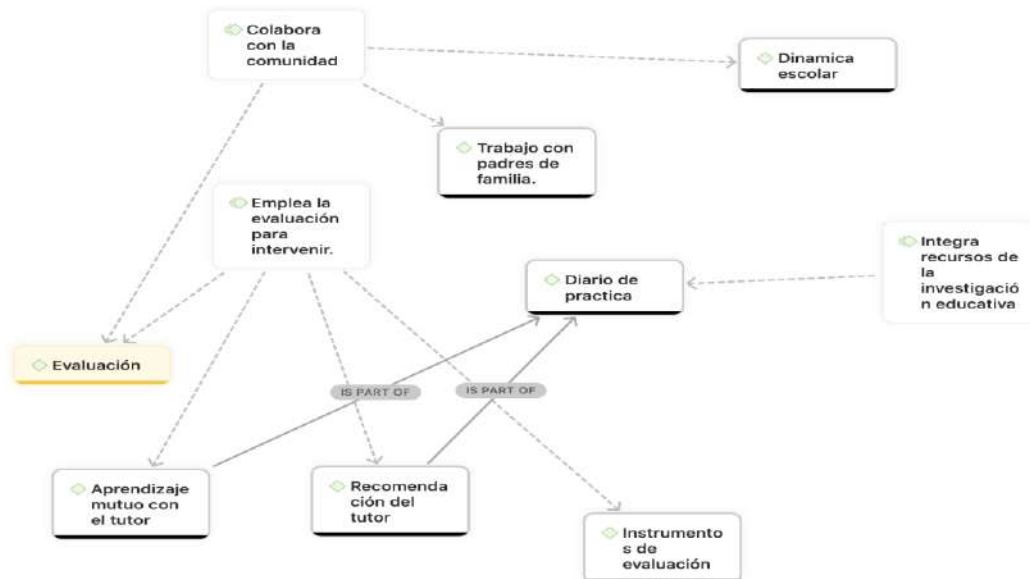 Colabora
con la
comunidad
Dinamica
escolar
Trabajo con
padres de
familia.
Emplea la
evaluación
para
intervenir.
Integra
recursos de
la
investigació
n educativa
Diario de
practica
Evaluación
IS PART OF
IS PART OF
Aprendizaje
mutuo con
el tutor
Recomenda
ción del
tutor
Instrumento
s de
evaluación